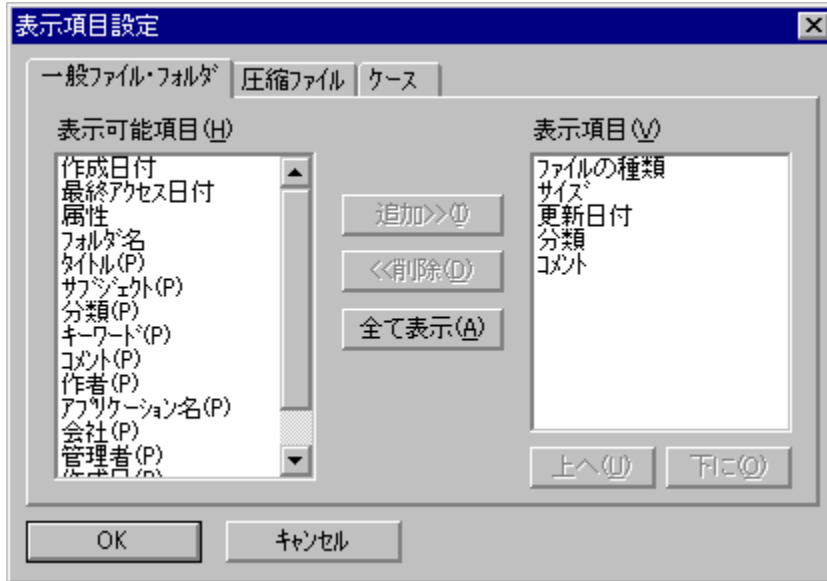 表示項目設定
一般ﾌｧｲﾙ･ﾌｫﾙﾀﾞ 圧縮ﾌｧｲﾙ ｹｰｽ
表示可能項目(H)
作成日付
最終ｱｸｾｽ日付
属性
ﾌｫﾙﾀﾞ名
ﾀｲﾄﾙ(P)
ｻﾌﾞｼﾞｪｸﾄ(P)
分類(P)
ｷｰﾜｰﾄﾞ(P)
ｺﾒﾝﾄ(P)
作者(P)
ｱﾌﾟﾘｹｰｼｮﾝ名(P)
会社(P)
管理者(P)
作成日(P)
追加>>(I)
<<削除(D)
全て表示(A)
表示項目(V)
ﾌｧｲﾙの種類
ｻｲｽﾞ
更新日付
分類
ｺﾒﾝﾄ
上へ(U) 下に(O)
OK ｷｬﾝｾﾙ